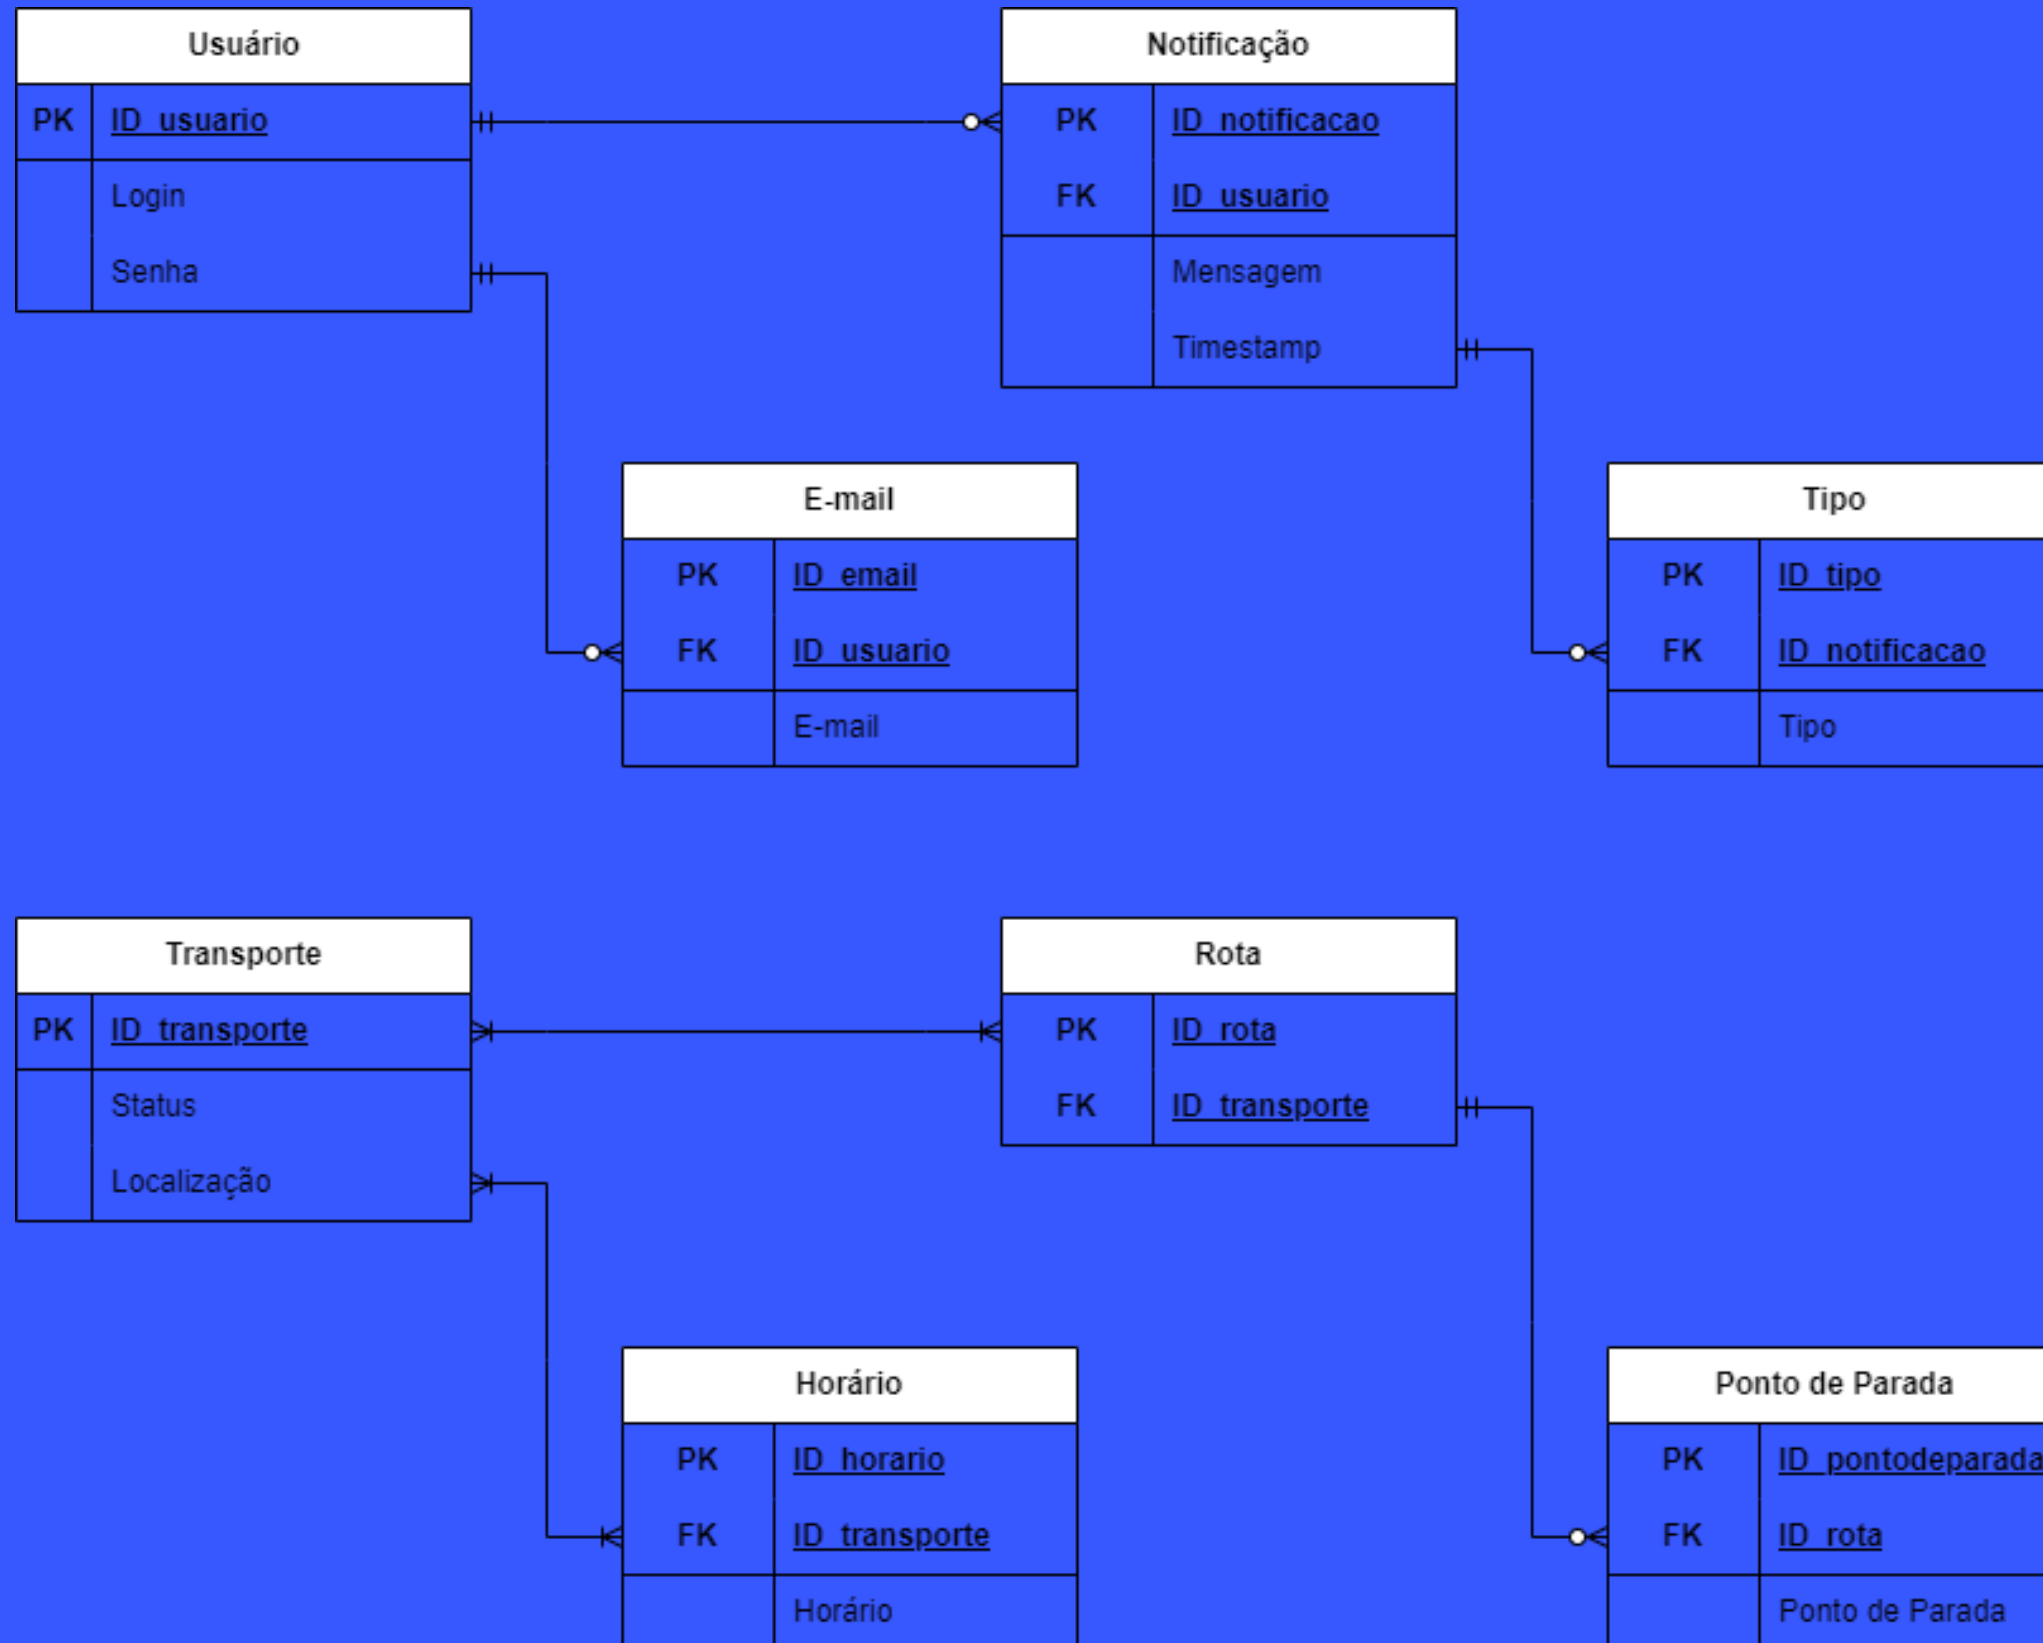 Usuário
PK ID_usuario
Login
Senha
Notificação
PK ID_notificacao
FK ID_usuario
Mensagem
Timestamp
E-mail
PK ID_email
FK ID_usuario
E-mail
Tipo
PK ID_tipo
FK ID_notificacao
Tipo
Transporte
PK ID_transporte
Status
Localização
Rota
PK ID_rota
FK ID_transporte
Horário
PK ID_horario
FK ID_transporte
Horário
Ponto de Parada
PK ID_pontodeparada
FK ID_rota
Ponto de Parada